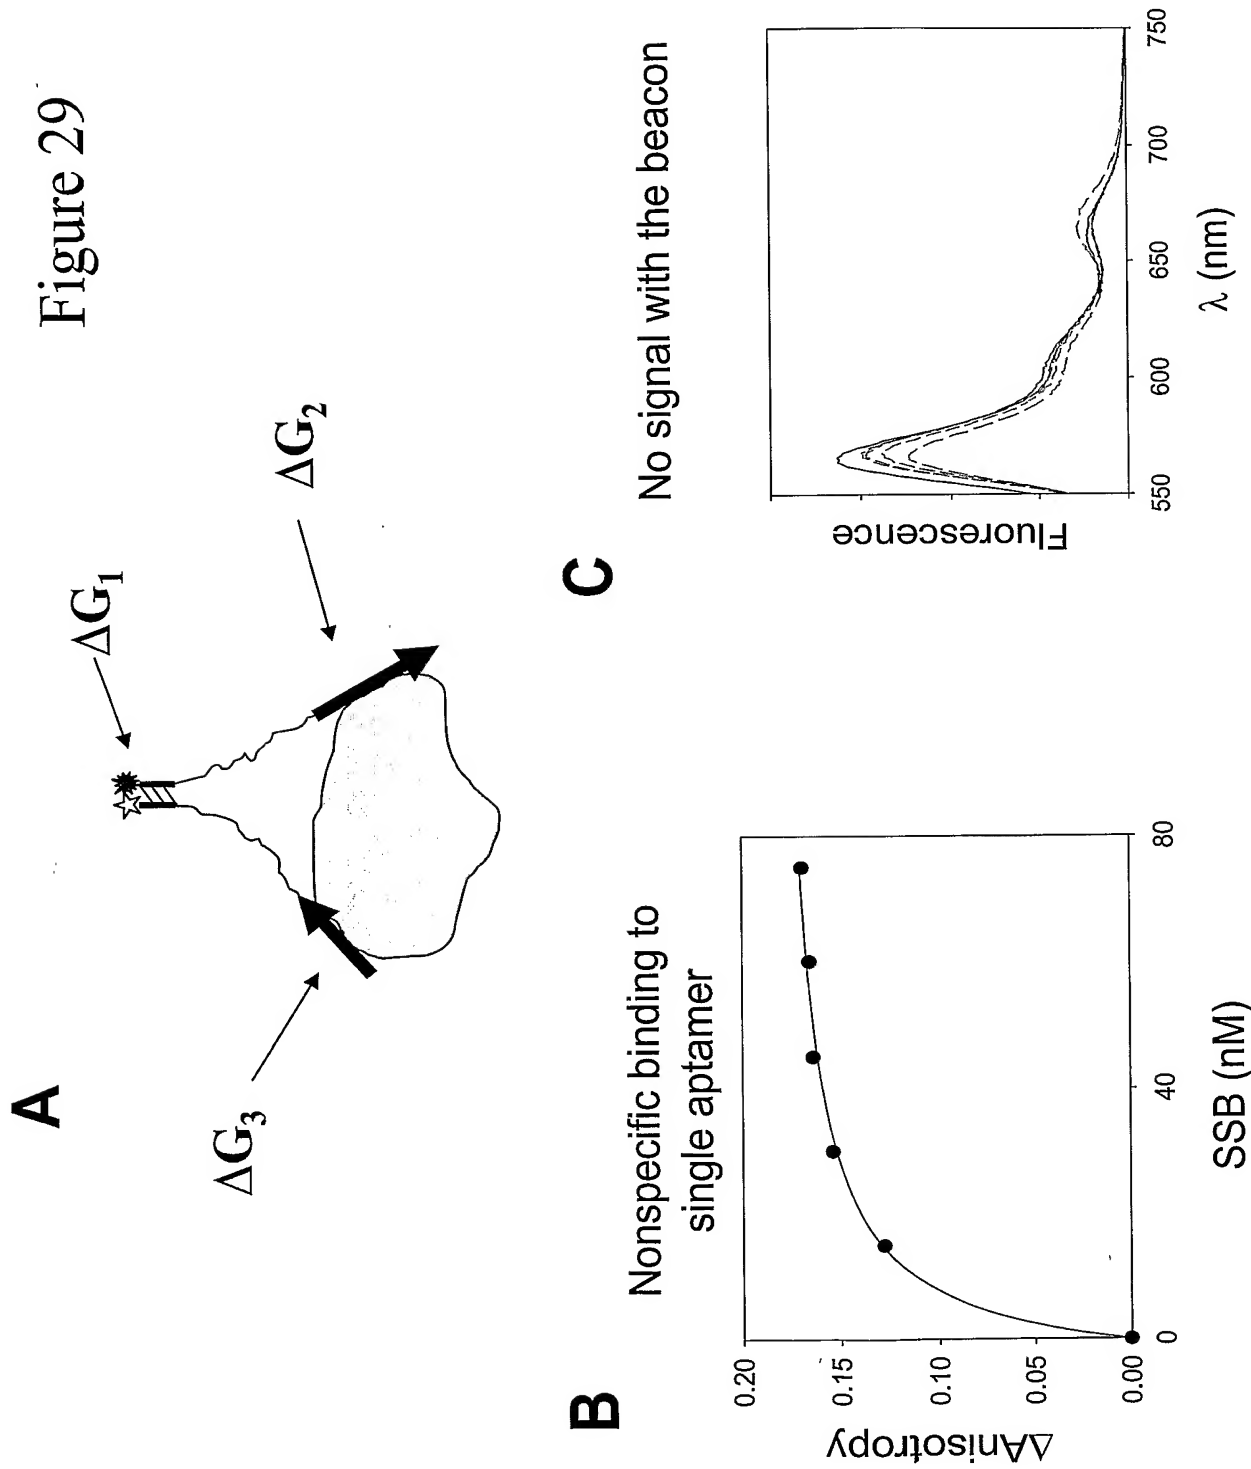 Figure 29
A
ΔG1
ΔG2
ΔG3
B
Nonspecific binding to
single aptamer
ΔAnisotropy
0.20
0.15
0.10
0.05
0.00
0
40
80
SSB (nM)
C
No signal with the beacon
Fluorescence
550
600
650
700
750
λ (nm)